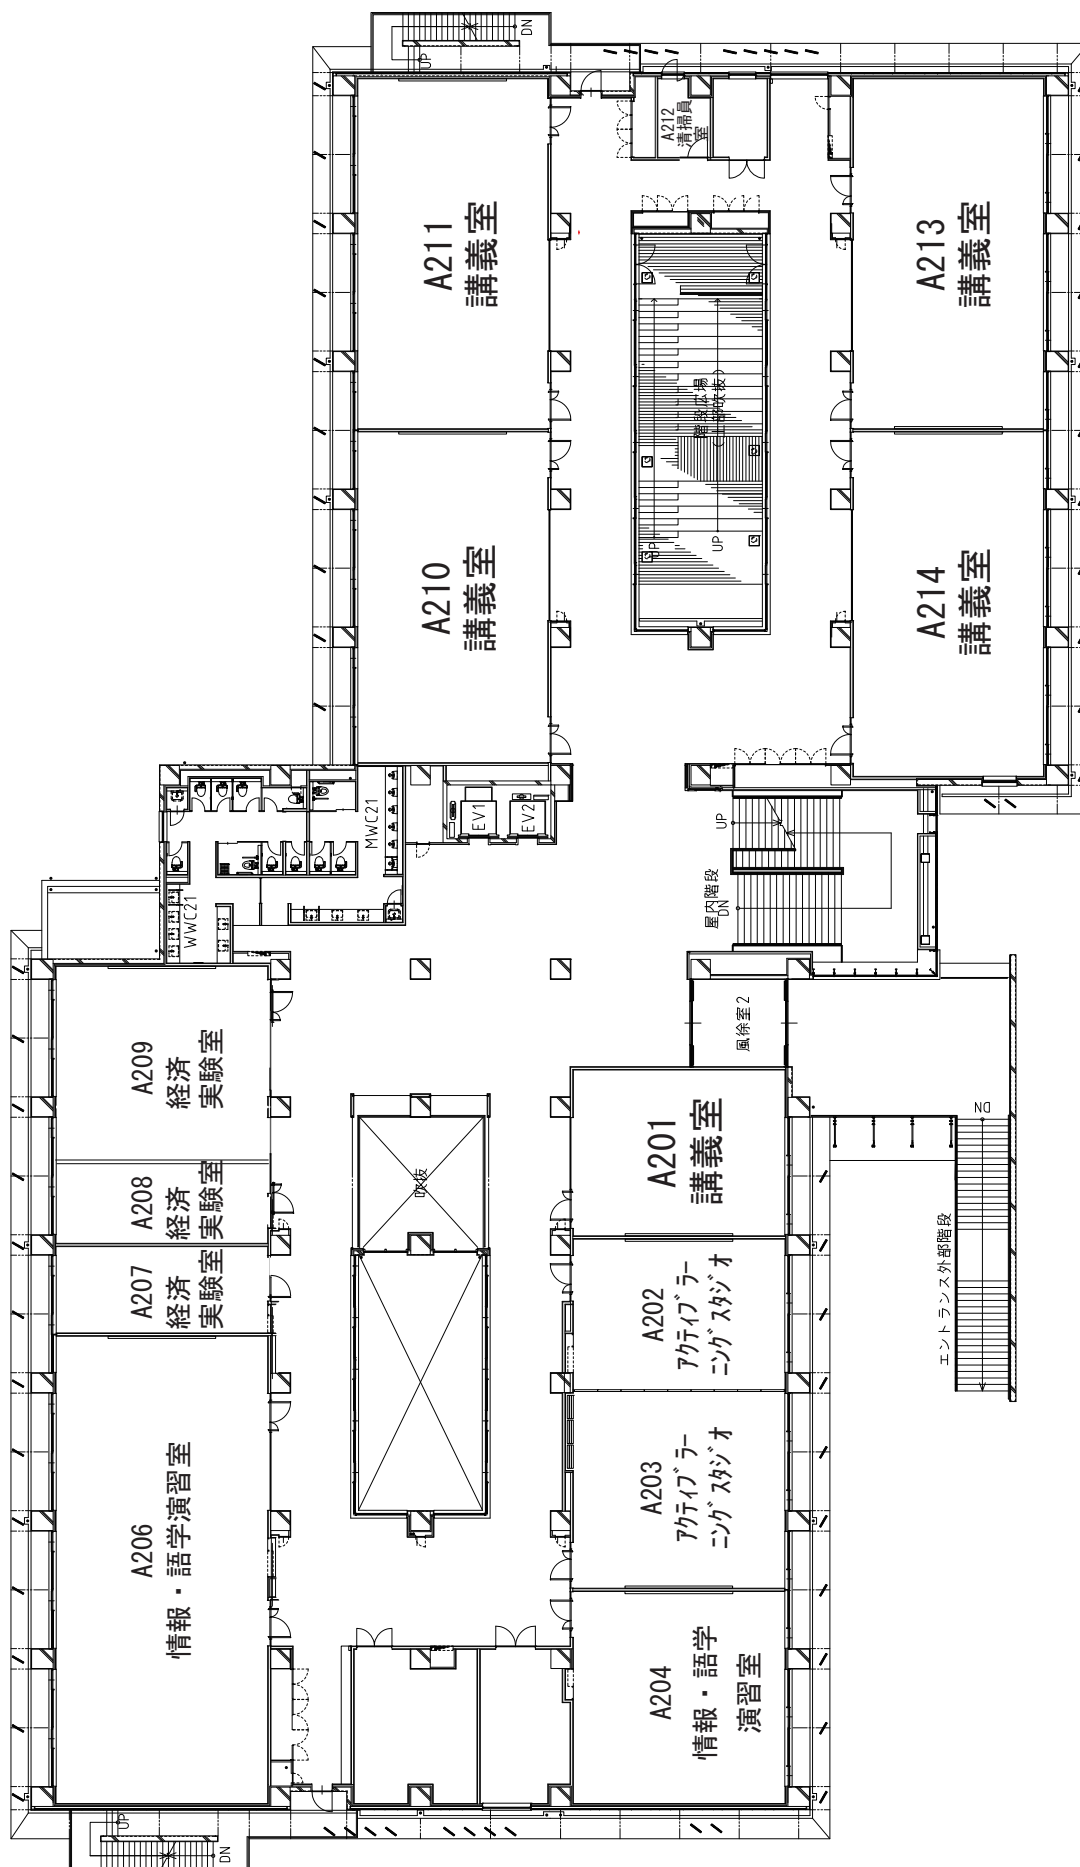 DN
UP
A211
講義室
A212
清掃員
室
A213
講義室
階段広場
(上部吹抜)
UP
UP
A210
講義室
A214
講義室
MWC21
EV1
EV2
UP
屋内階段
DN
WWC21
風徐室2
A209
経済
実験室
A208
経済
実験室
A207
経済
実験室
吹抜
A201
講義室
DN
エントランス外部階段
A202
アクティブラー
ニングスタジオ
A203
アクティブラー
ニングスタジオ
A206
情報・語学演習室
A204
情報・語学
演習室
UP
DN